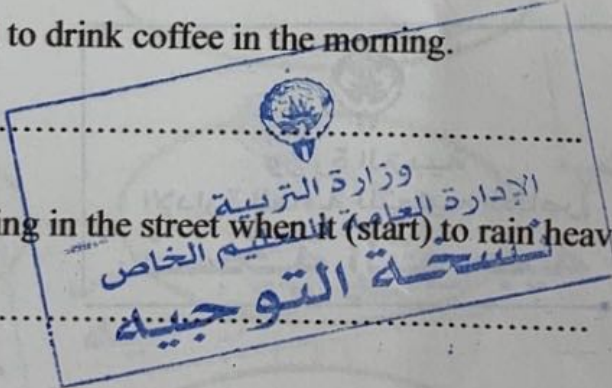 to drink coffee in the morning.
................................................................
وزارة التربية
الإدارة العامة للتعليم الخاص
ing in the street when it (start) to rain heav
نسخة التوجيه
................................................................